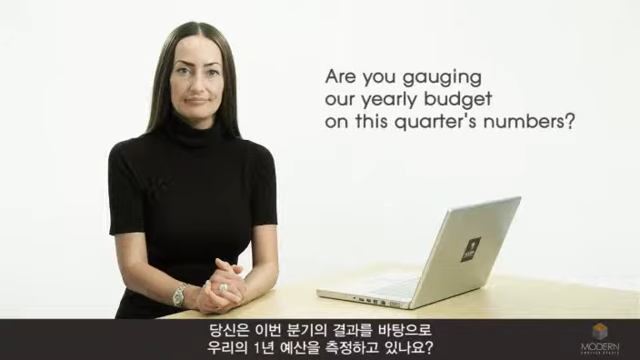 Are you gauging
our yearly budget
on this quarter's numbers?
당신은 이번 분기의 결과를 바탕으로
우리의 1년 예산을 측정하고 있나요?
MODERN